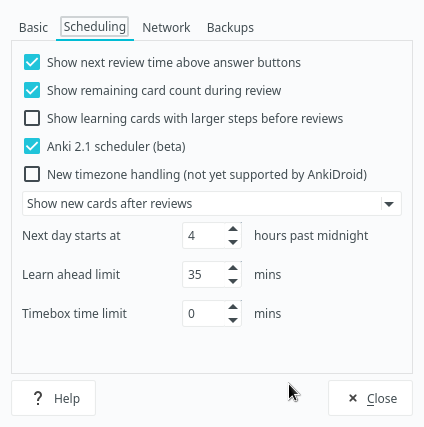 Basic Scheduling Network Backups
Show next review time above answer buttons
Show remaining card count during review
Show learning cards with larger steps before reviews
Anki 2.1 scheduler (beta)
New timezone handling (not yet supported by AnkiDroid)
Show new cards after reviews
Next day starts at 4 hours past midnight
Learn ahead limit 35 mins
Timebox time limit 0 mins
? Help × Close